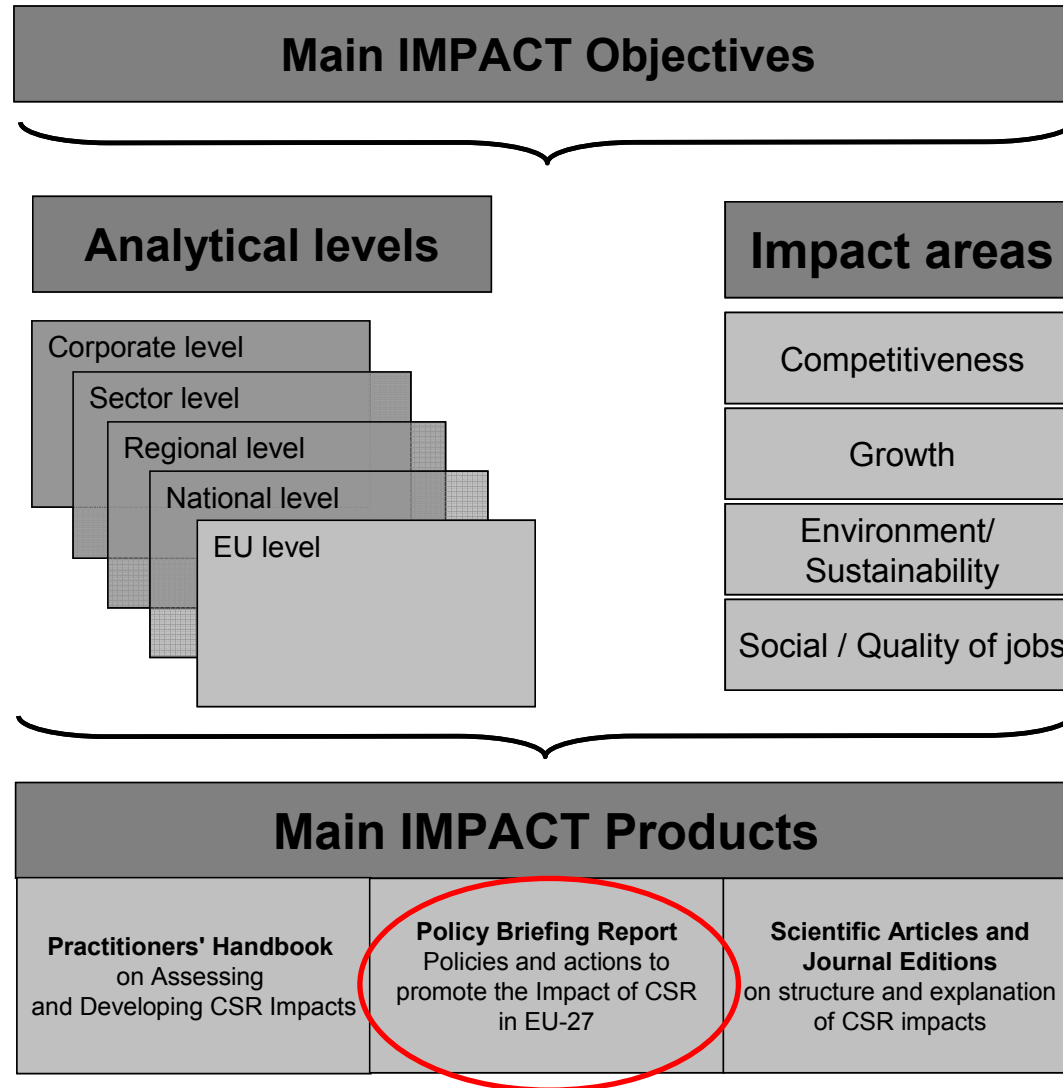 Main IMPACT Objectives
Analytical levels
Corporate level
Sector level
Regional level
National level
EU level
Impact areas
Competitiveness
Growth
Environment/
Sustainability
Social / Quality of jobs
Main IMPACT Products
Practitioners' Handbook
on Assessing
and Developing CSR Impacts
Policy Briefing Report
Policies and actions to
promote the Impact of CSR
in EU-27
Scientific Articles and
Journal Editions
on structure and explanation
of CSR impacts